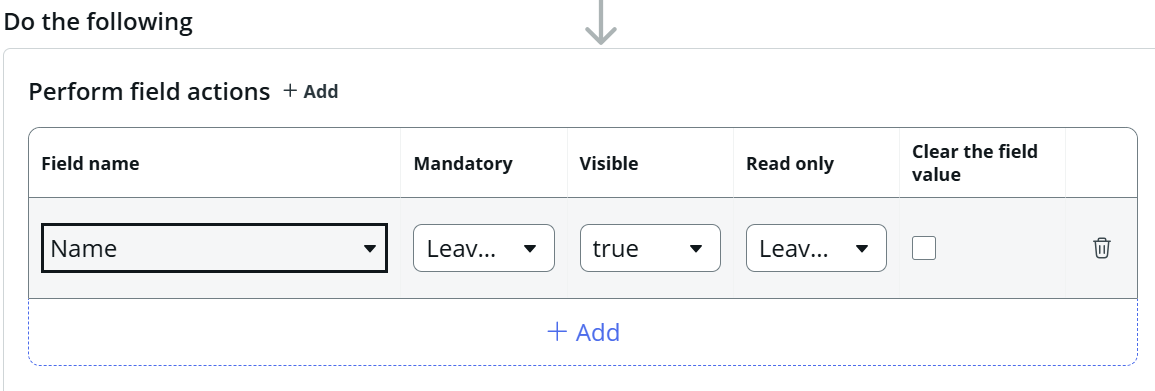 Do the following
Perform field actions + Add
Field name Mandatory Visible Read only Clear the field value
Name Leav... true Leav...
+ Add